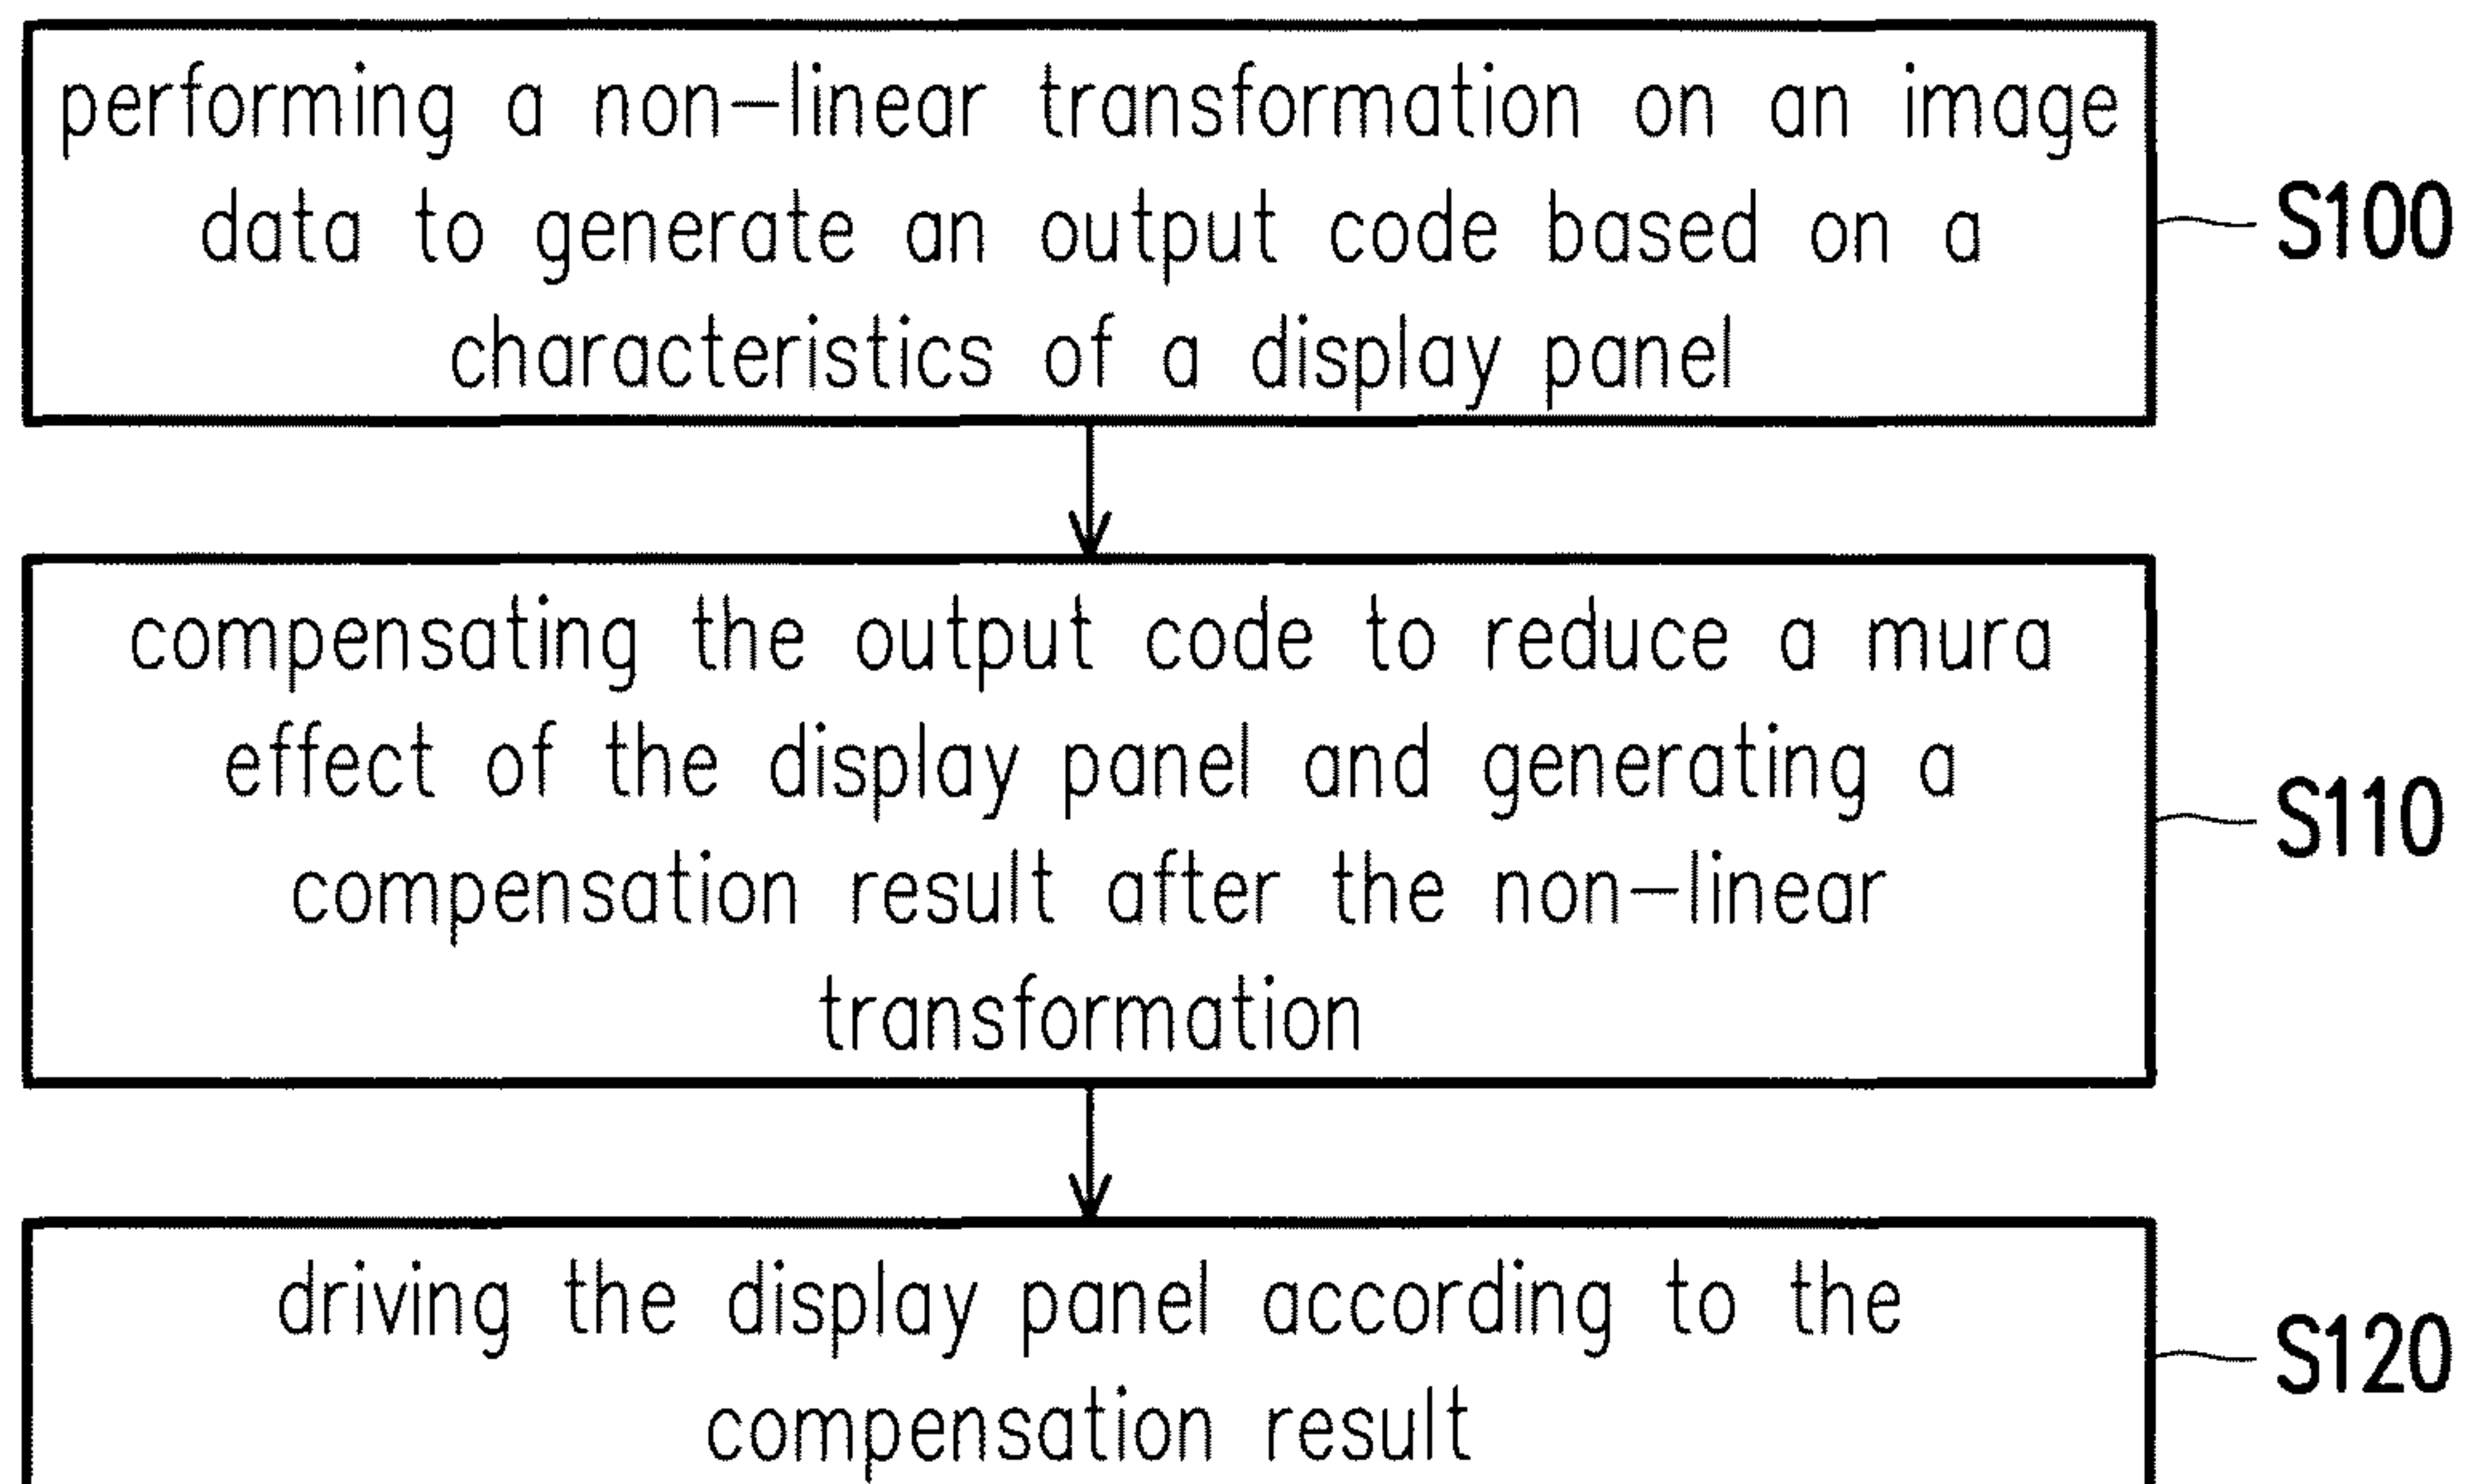 performing a non-linear transformation on an image
data to generate an output code based on a
characteristics of a display panel
S100
compensating the output code to reduce a mura
effect of the display panel and generating a
compensation result after the non-linear
transformation
S110
driving the display panel according to the
compensation result
S120